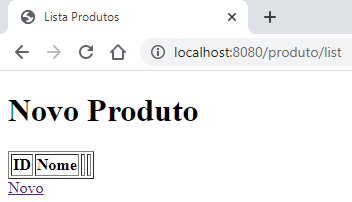 Lista Produtos
localhost:8080/produto/list
Novo Produto
ID Nome
Novo